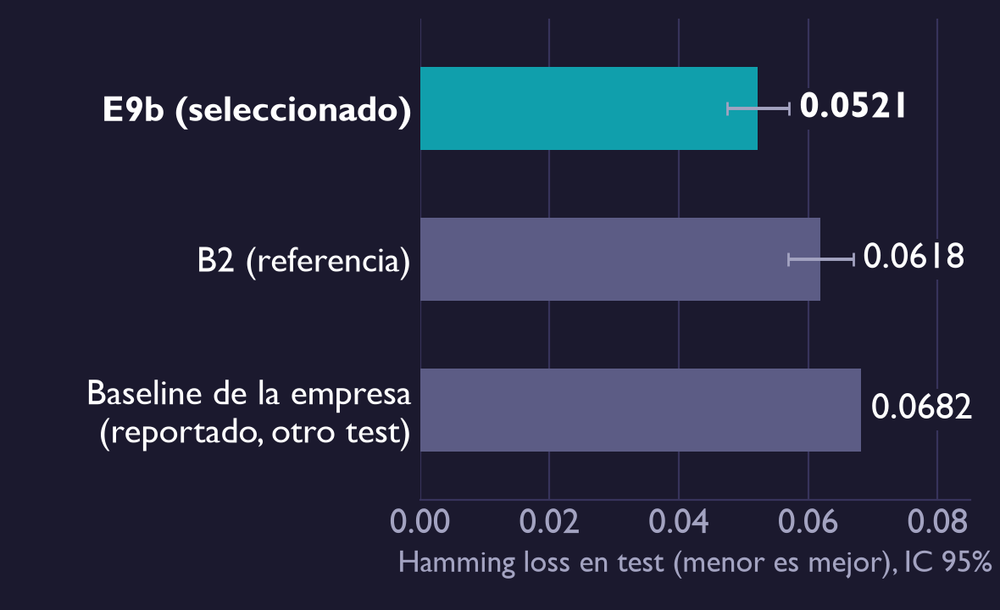 E9b (seleccionado)
0.0521
B2 (referencia)
0.0618
Baseline de la empresa
(reportado, otro test)
0.0682
0.00 0.02 0.04 0.06 0.08
Hamming loss en test (menor es mejor), IC 95%